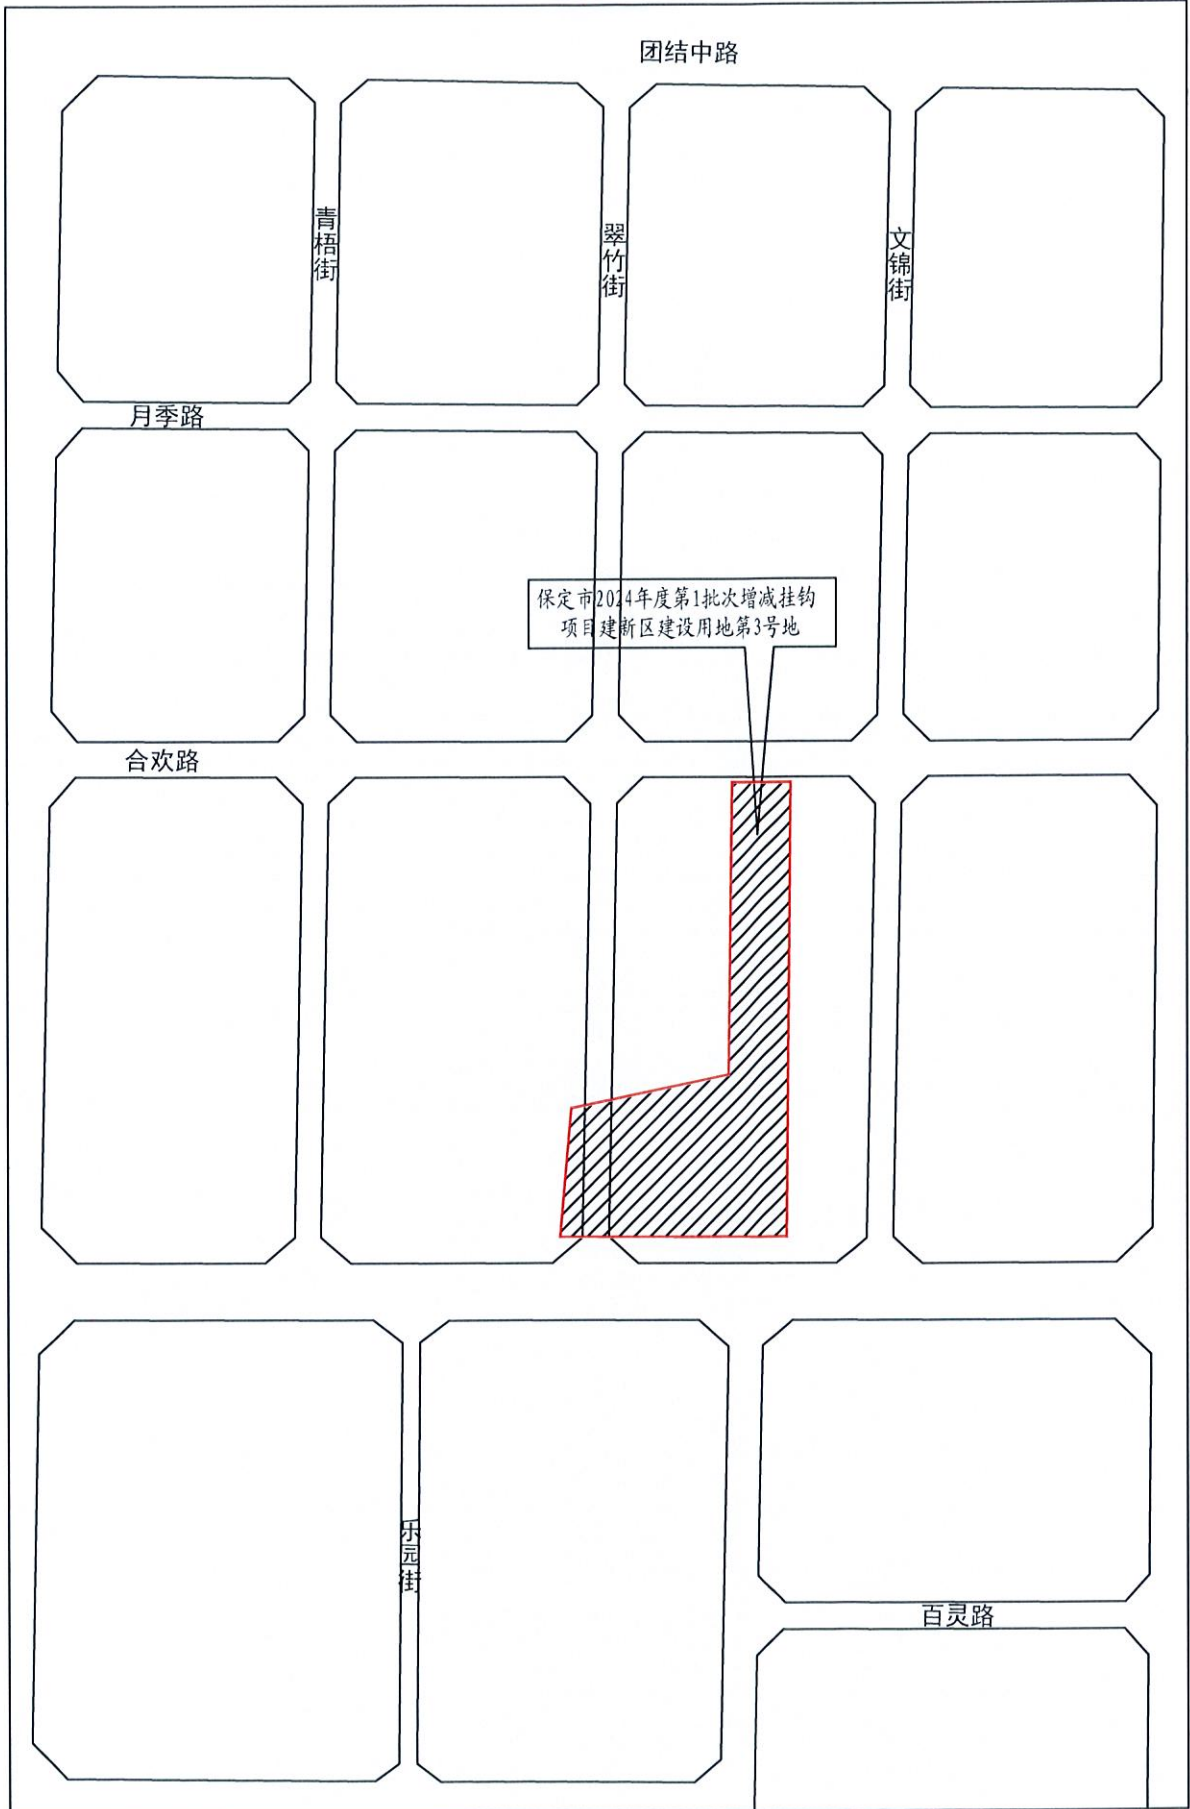 团结中路
青梧街
翠竹街
文锦街
月季路
保定市2024年度第1批次增减挂钩
项目建新区建设用地第3号地
合欢路
乐园街
百灵路